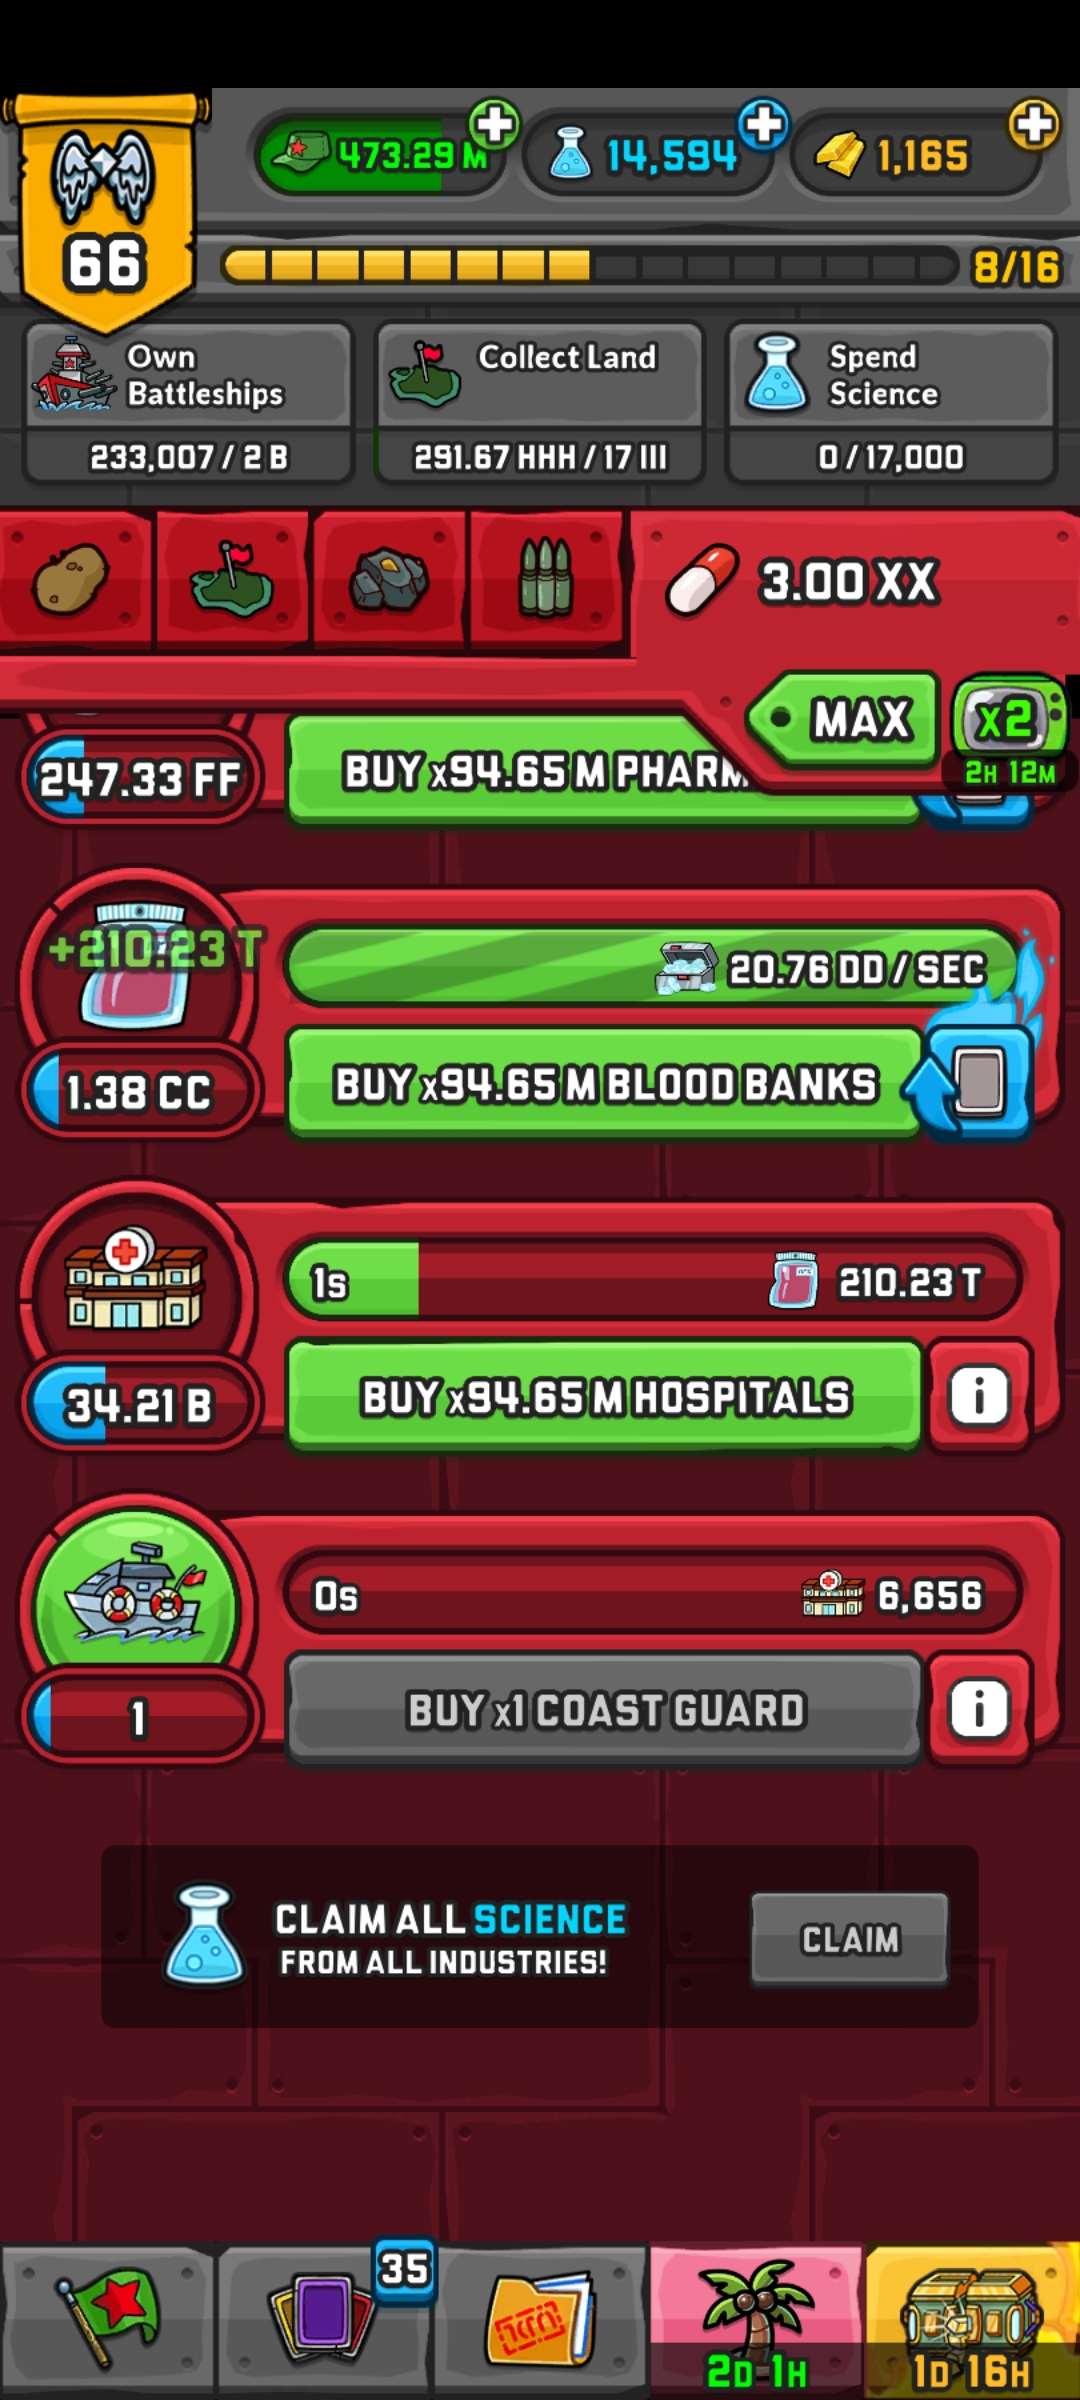 473.29 M
14,594
1,165
66
8/16
Own
Battleships
233,007 / 2 B
Collect Land
291.67 HHH / 17 III
Spend
Science
0 / 17,000
3.00 XX
MAX
x2
2H 12M
247.33 FF
BUY x94.65 M PHARM
+210.23 T
20.76 DD / SEC
1.38 CC
BUY x94.65 M BLOOD BANKS
1s
210.23 T
34.21 B
BUY x94.65 M HOSPITALS
i
0s
6,656
1
BUY x1 COAST GUARD
i
CLAIM ALL SCIENCE
FROM ALL INDUSTRIES!
CLAIM
35
2D 1H
1D 16H